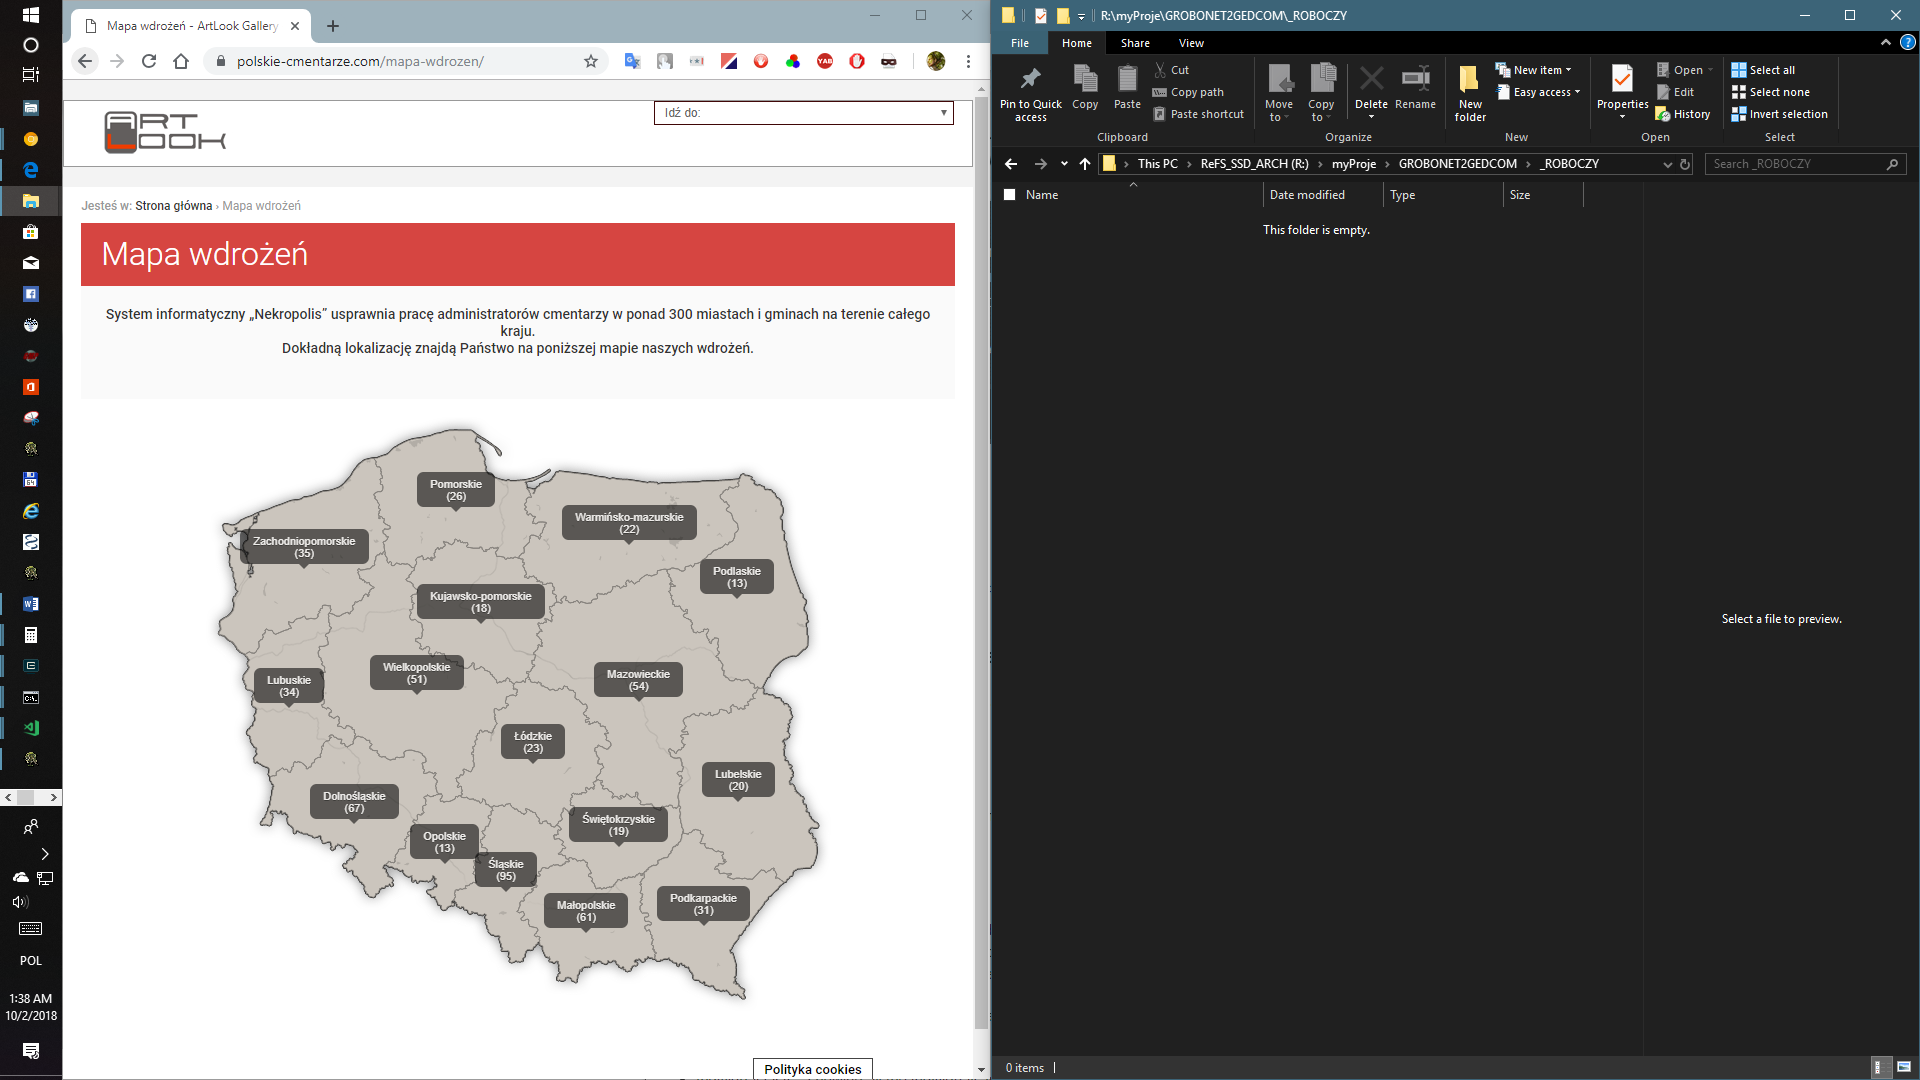 Mapa wdrożeń - ArtLook Gallery
polskie-cmentarze.com/mapa-wdrozen/
YAB
ART
LOOK
Idź do:
Jesteś w: Strona główna › Mapa wdrożeń
Mapa wdrożeń
System informatyczny „Nekropolis” usprawnia pracę administratorów cmentarzy w ponad 300 miastach i gminach na terenie całego
kraju.
Dokładną lokalizację znajdą Państwo na poniższej mapie naszych wdrożeń.
Pomorskie
(26)
Warmińsko-mazurskie
(22)
Zachodniopomorskie
(35)
Podlaskie
(13)
Kujawsko-pomorskie
(18)
Wielkopolskie
(51)
Mazowieckie
(54)
Lubuskie
(34)
Łódzkie
(23)
Lubelskie
(20)
Dolnośląskie
(67)
Świętokrzyskie
(19)
Opolskie
(13)
Śląskie
(95)
Podkarpackie
(31)
Małopolskie
(61)
Polityka cookies
POL
1:38 AM
10/2/2018
R:\myProje\GROBONET2GEDCOM\_ROBOCZY
File
Home
Share
View
Pin to Quick
access
Copy
Paste
Cut
Copy path
Paste shortcut
Clipboard
Move
to
Copy
to
Delete
Rename
Organize
New
folder
New item
Easy access
New
Properties
Open
Edit
History
Open
Select all
Select none
Invert selection
Select
This PC
ReFS_SSD_ARCH (R:)
myProje
GROBONET2GEDCOM
_ROBOCZY
Search _ROBOCZY
Name
Date modified
Type
Size
This folder is empty.
Select a file to preview.
0 items